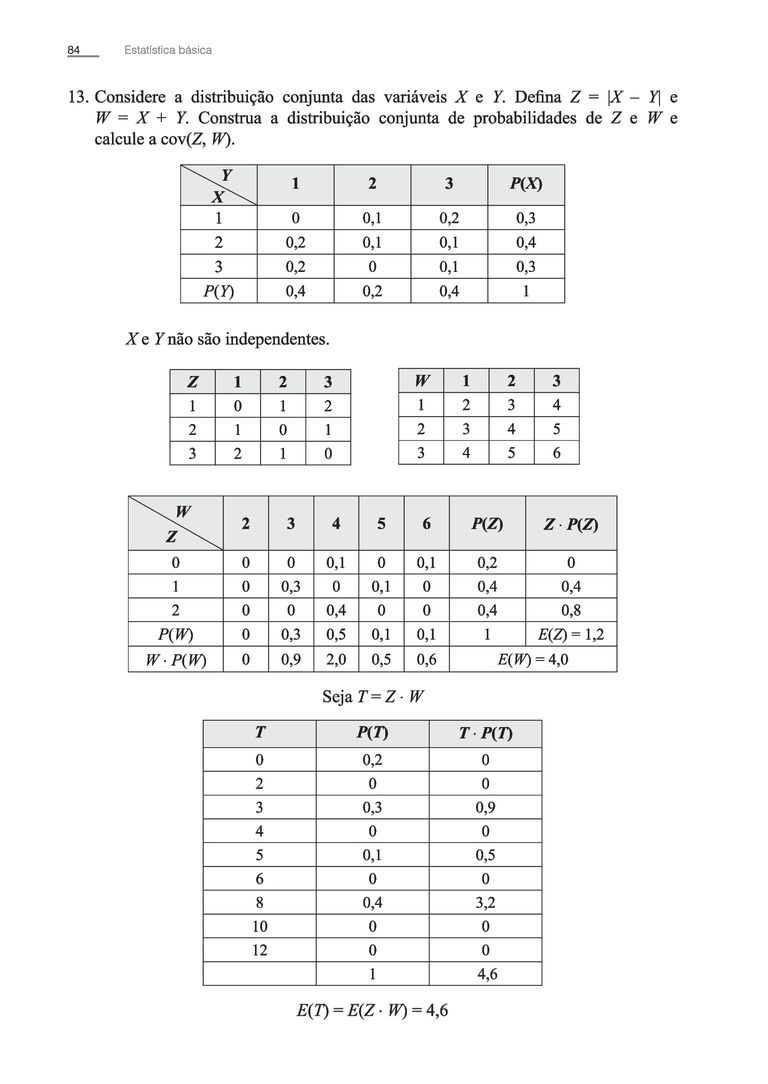 84 Estatística básica
13. Considere a distribuição conjunta das variáveis X e Y. Defina Z = |X – Y| e
W = X + Y. Construa a distribuição conjunta de probabilidades de Z e W e
calcule a cov(Z, W).
Y
X 1 2 3 P(X)
1 0 0,1 0,2 0,3
2 0,2 0,1 0,1 0,4
3 0,2 0 0,1 0,3
P(Y) 0,4 0,2 0,4 1
X e Y não são independentes.
Z 1 2 3
1 0 1 2
2 1 0 1
3 2 1 0
W 1 2 3
1 2 3 4
2 3 4 5
3 4 5 6
W
Z 2 3 4 5 6 P(Z) Z · P(Z)
0 0 0 0,1 0 0,1 0,2 0
1 0 0,3 0 0,1 0 0,4 0,4
2 0 0 0,4 0 0 0,4 0,8
P(W) 0 0,3 0,5 0,1 0,1 1 E(Z) = 1,2
W · P(W) 0 0,9 2,0 0,5 0,6 E(W) = 4,0
Seja T = Z · W
T P(T) T · P(T)
0 0,2 0
2 0 0
3 0,3 0,9
4 0 0
5 0,1 0,5
6 0 0
8 0,4 3,2
10 0 0
12 0 0
1 4,6
E(T) = E(Z · W) = 4,6